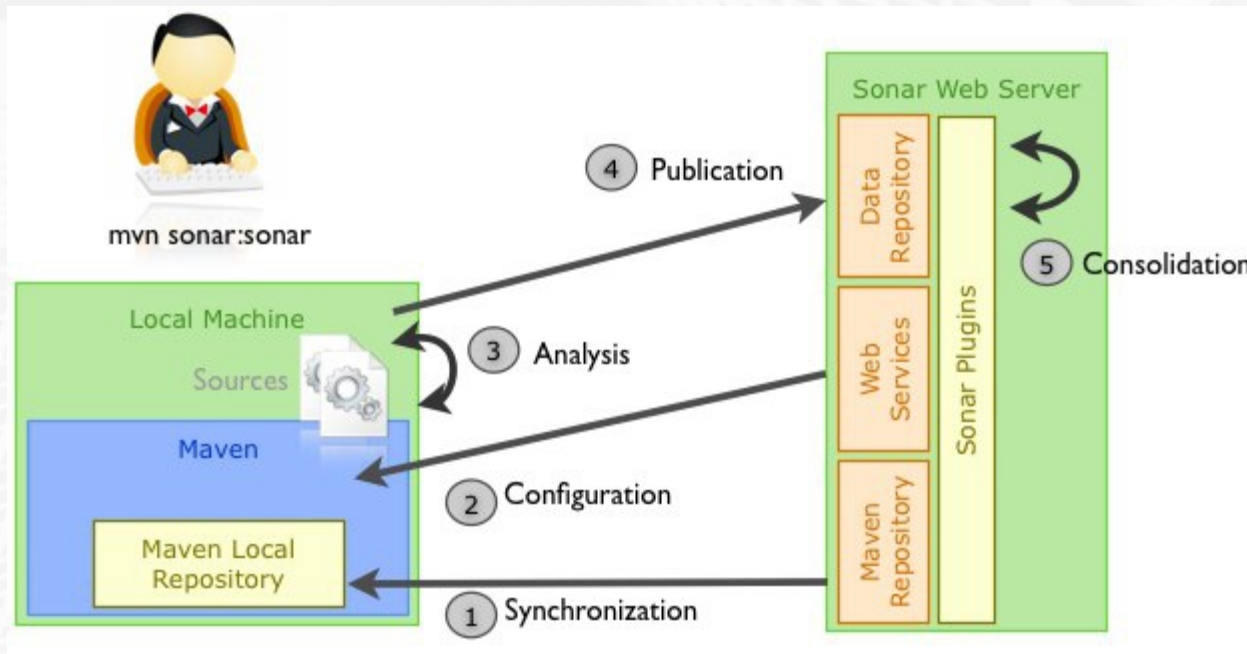 mvn sonar:sonar
Local Machine
Sources
Maven
Maven Local
Repository
4 Publication
3 Analysis
2 Configuration
1 Synchronization
Sonar Web Server
Data
Repository
Web
Services
Maven
Repository
Sonar Plugins
5 Consolidation